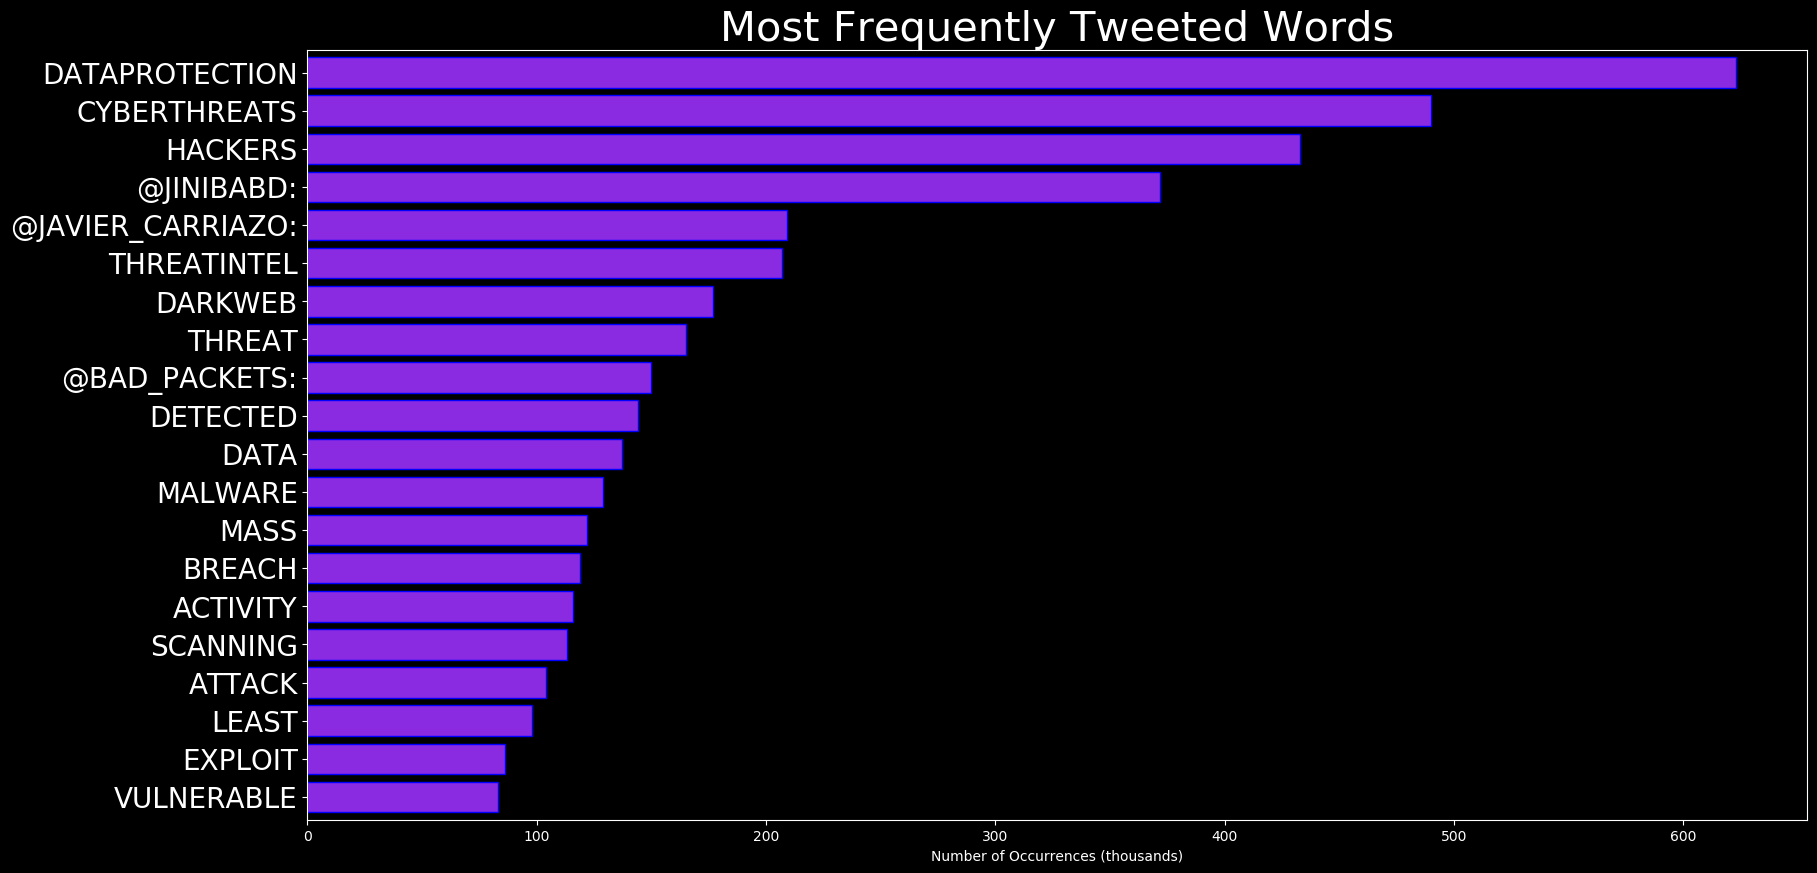 Most Frequently Tweeted Words
DATAPROTECTION
CYBERTHREATS
HACKERS
@JINIBABD:
@JAVIER_CARRIAZO:
THREATINTEL
DARKWEB
THREAT
@BAD_PACKETS:
DETECTED
DATA
MALWARE
MASS
BREACH
ACTIVITY
SCANNING
ATTACK
LEAST
EXPLOIT
VULNERABLE
0 100 200 300 400 500 600
Number of Occurrences (thousands)